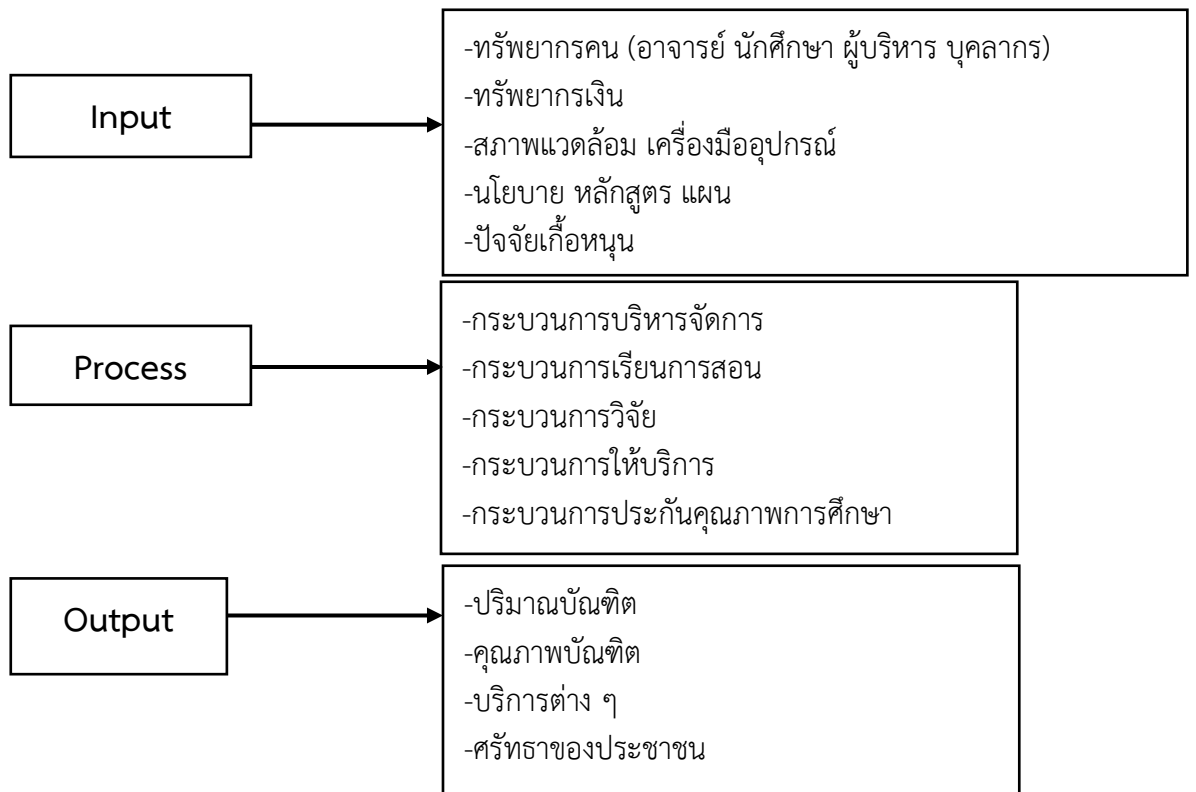 Input
-ทรัพยากรคน (อาจารย์ นักศึกษา ผู้บริหาร บุคลากร)
-ทรัพยากรเงิน
-สภาพแวดล้อม เครื่องมืออุปกรณ์
-นโยบาย หลักสูตร แผน
-ปัจจัยเกื้อหนุน
Process
-กระบวนการบริหารจัดการ
-กระบวนการเรียนการสอน
-กระบวนการวิจัย
-กระบวนการให้บริการ
-กระบวนการประกันคุณภาพการศึกษา
Output
-ปริมาณบัณฑิต
-คุณภาพบัณฑิต
-บริการต่าง ๆ
-ศรัทธาของประชาชน